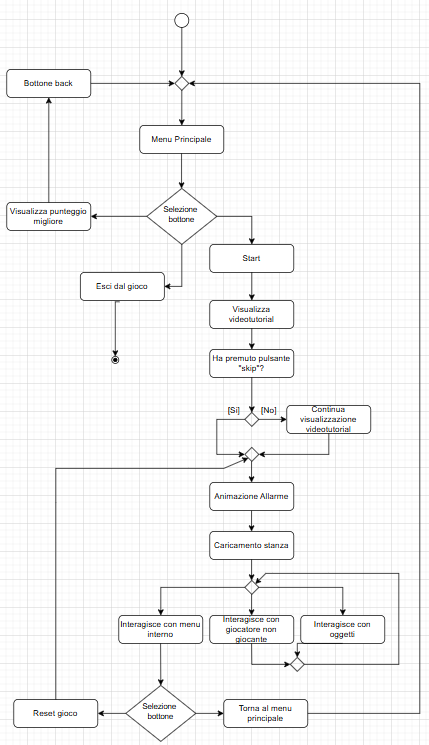 Bottone back
Menu Principale
Selezione
bottone
Visualizza punteggio
migliore
Start
Esci dal gioco
Visualizza
videotutorial
Ha premuto pulsante
"skip"?
[Si]
[No]
Continua
visualizzazione
videotutorial
Animazione Allarme
Caricamento stanza
Interagisce con menu
interno
Interagisce con
giocatore non
giocante
Interagisce con
oggetti
Reset gioco
Selezione
bottone
Torna al menu
principale